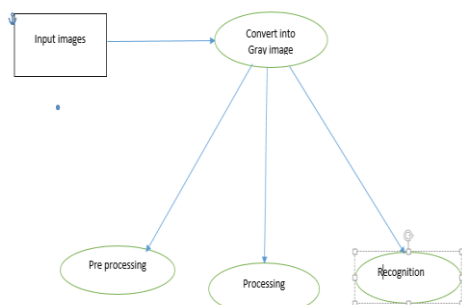 Input images
Convert into
Gray image
Pre processing
Processing
Recognition